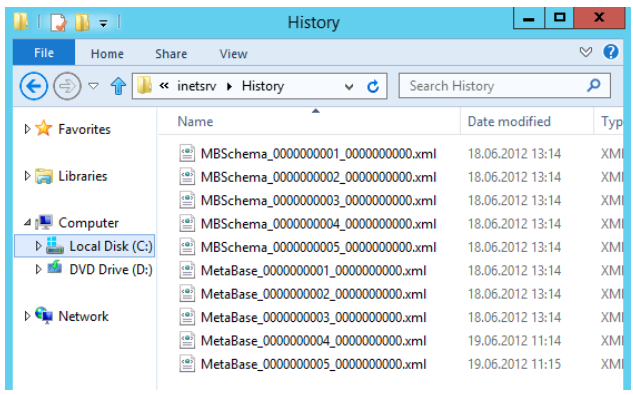 History
File Home Share View
« inetsrv History Search History
Name Date modified Typ
MBSchema_0000000001_0000000000.xml 18.06.2012 13:14 XMI
MBSchema_0000000002_0000000000.xml 18.06.2012 13:14 XMI
MBSchema_0000000003_0000000000.xml 18.06.2012 13:14 XMI
MBSchema_0000000004_0000000000.xml 18.06.2012 13:14 XMI
MBSchema_0000000005_0000000000.xml 18.06.2012 13:14 XMI
MetaBase_0000000001_0000000000.xml 18.06.2012 13:14 XMI
MetaBase_0000000002_0000000000.xml 18.06.2012 13:14 XMI
MetaBase_0000000003_0000000000.xml 18.06.2012 13:14 XMI
MetaBase_0000000004_0000000000.xml 19.06.2012 11:14 XMI
MetaBase_0000000005_0000000000.xml 19.06.2012 11:15 XMI
Favorites
Libraries
Computer
Local Disk (C:)
DVD Drive (D:)
Network